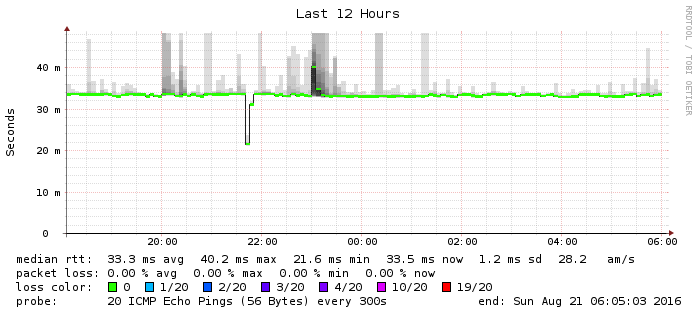 Last 12 Hours
RRDTOOL / TOBI OETIKER
Seconds
40 m
30 m
20 m
10 m
0
20:00 22:00 00:00 02:00 04:00 06:00
median rtt: 33.3 ms avg 40.2 ms max 21.6 ms min 33.5 ms now 1.2 ms sd 28.2 am/s
packet loss: 0.00 % avg 0.00 % max 0.00 % min 0.00 % now
loss color: 0 1/20 2/20 3/20 4/20 10/20 19/20
probe: 20 ICMP Echo Pings (56 Bytes) every 300s end: Sun Aug 21 06:05:03 2016